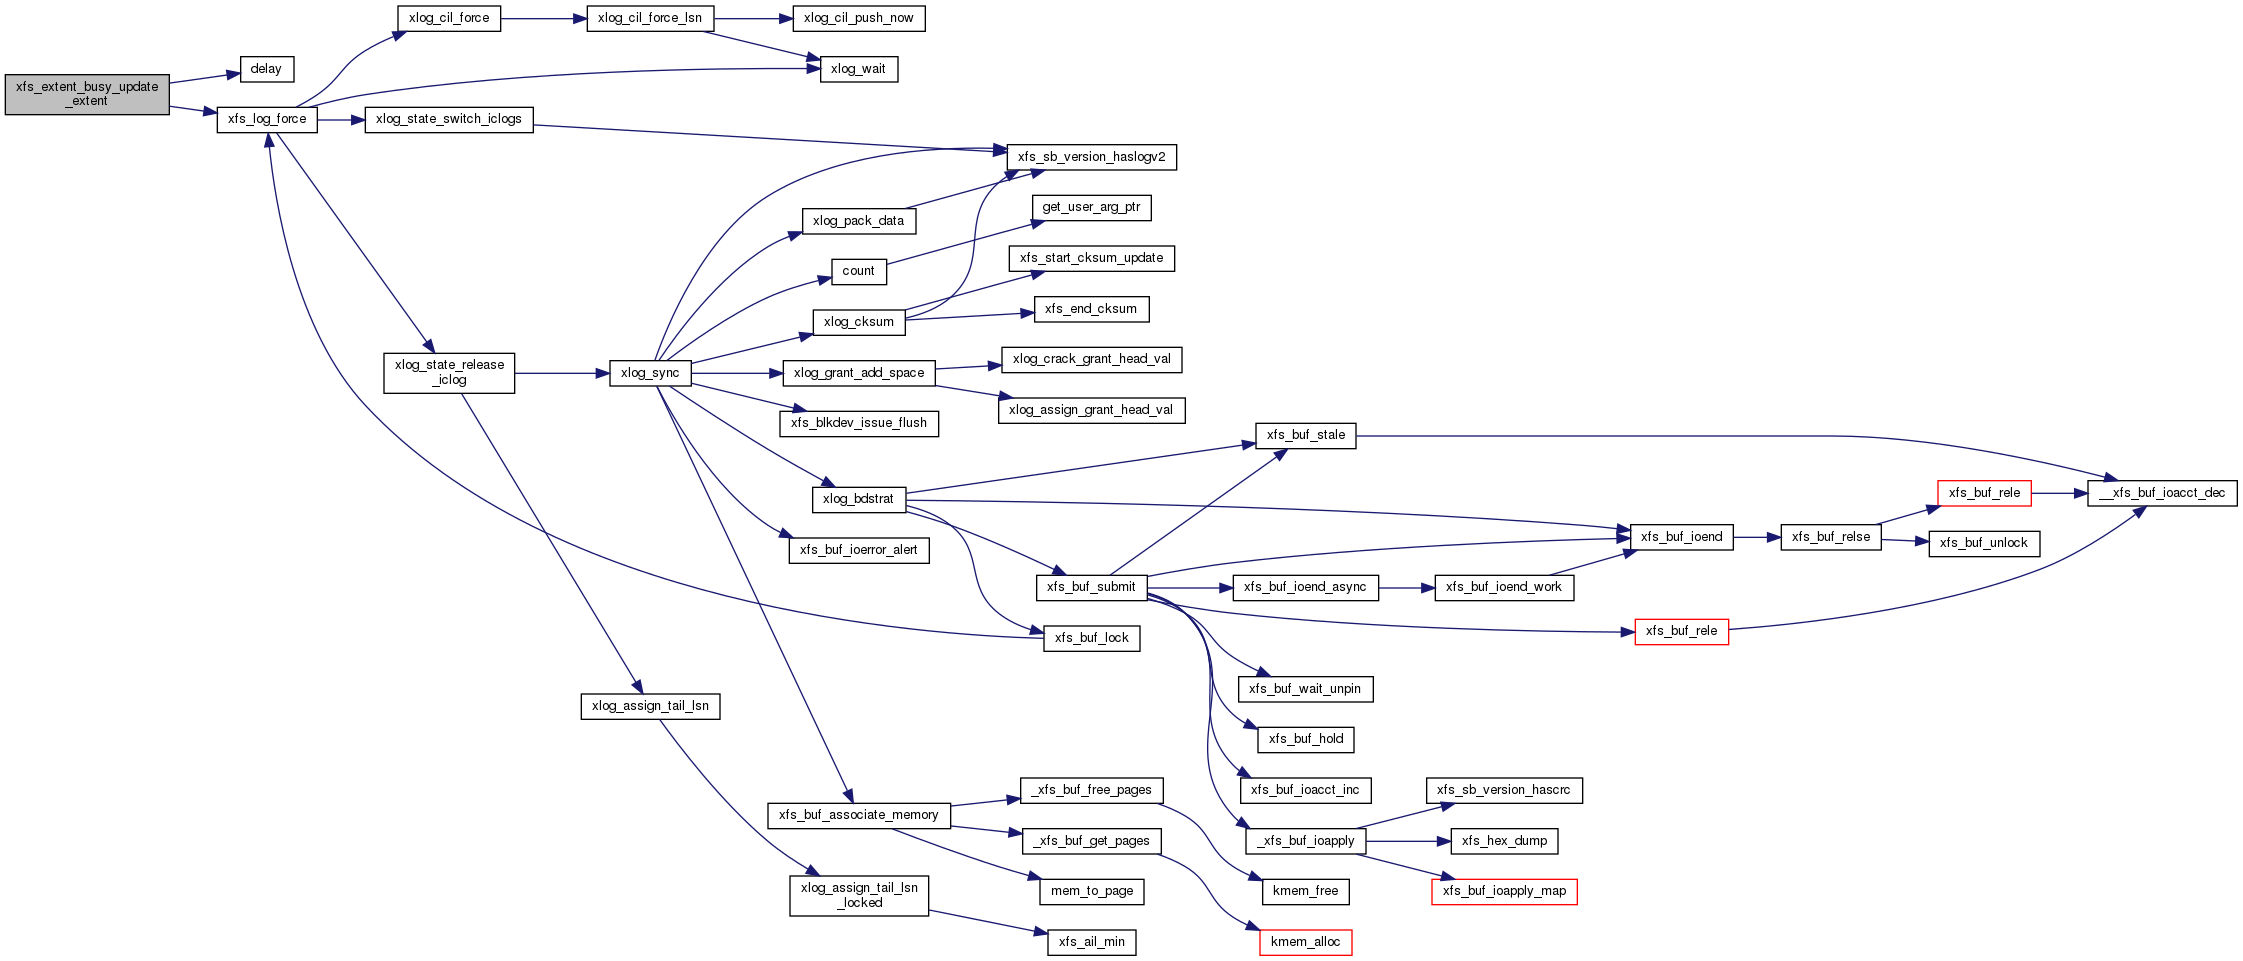 xlog_cil_force
xlog_cil_force_lsn
xlog_cil_push_now
delay
xlog_wait
xfs_extent_busy_update
_extent
xfs_log_force
xlog_state_switch_iclogs
xfs_sb_version_haslogv2
xlog_pack_data
get_user_arg_ptr
count
xfs_start_cksum_update
xlog_cksum
xfs_end_cksum
xlog_state_release
_iclog
xlog_sync
xlog_grant_add_space
xlog_crack_grant_head_val
xlog_assign_grant_head_val
xfs_blkdev_issue_flush
xfs_buf_stale
xlog_bdstrat
xfs_buf_rele
__xfs_buf_ioacct_dec
xfs_buf_ioerror_alert
xfs_buf_ioend
xfs_buf_relse
xfs_buf_unlock
xfs_buf_submit
xfs_buf_ioend_async
xfs_buf_ioend_work
xfs_buf_lock
xfs_buf_rele
xfs_buf_wait_unpin
xlog_assign_tail_lsn
xfs_buf_hold
_xfs_buf_free_pages
xfs_buf_ioacct_inc
xfs_sb_version_hascrc
xfs_buf_associate_memory
_xfs_buf_get_pages
_xfs_buf_ioapply
xfs_hex_dump
xlog_assign_tail_lsn
_locked
mem_to_page
kmem_free
xfs_buf_ioapply_map
xfs_ail_min
kmem_alloc